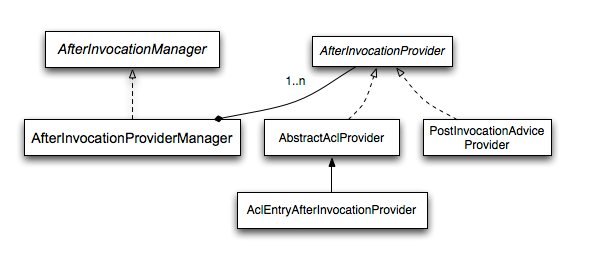 AfterInvocationManager
AfterInvocationProvider
1..n
AfterInvocationProviderManager
AbstractAclProvider
PostInvocationAdvice
Provider
AclEntryAfterInvocationProvider